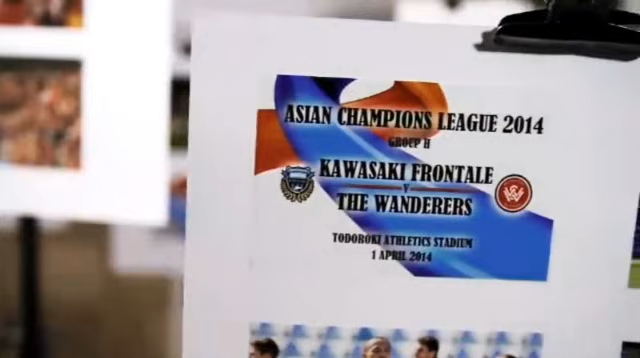 ASIAN CHAMPIONS LEAGUE 2014
GROUP H
KAWASAKI FRONTALE
V
THE WANDERERS
TODOROKI ATHLETICS STADIUM
1 APRIL 2014